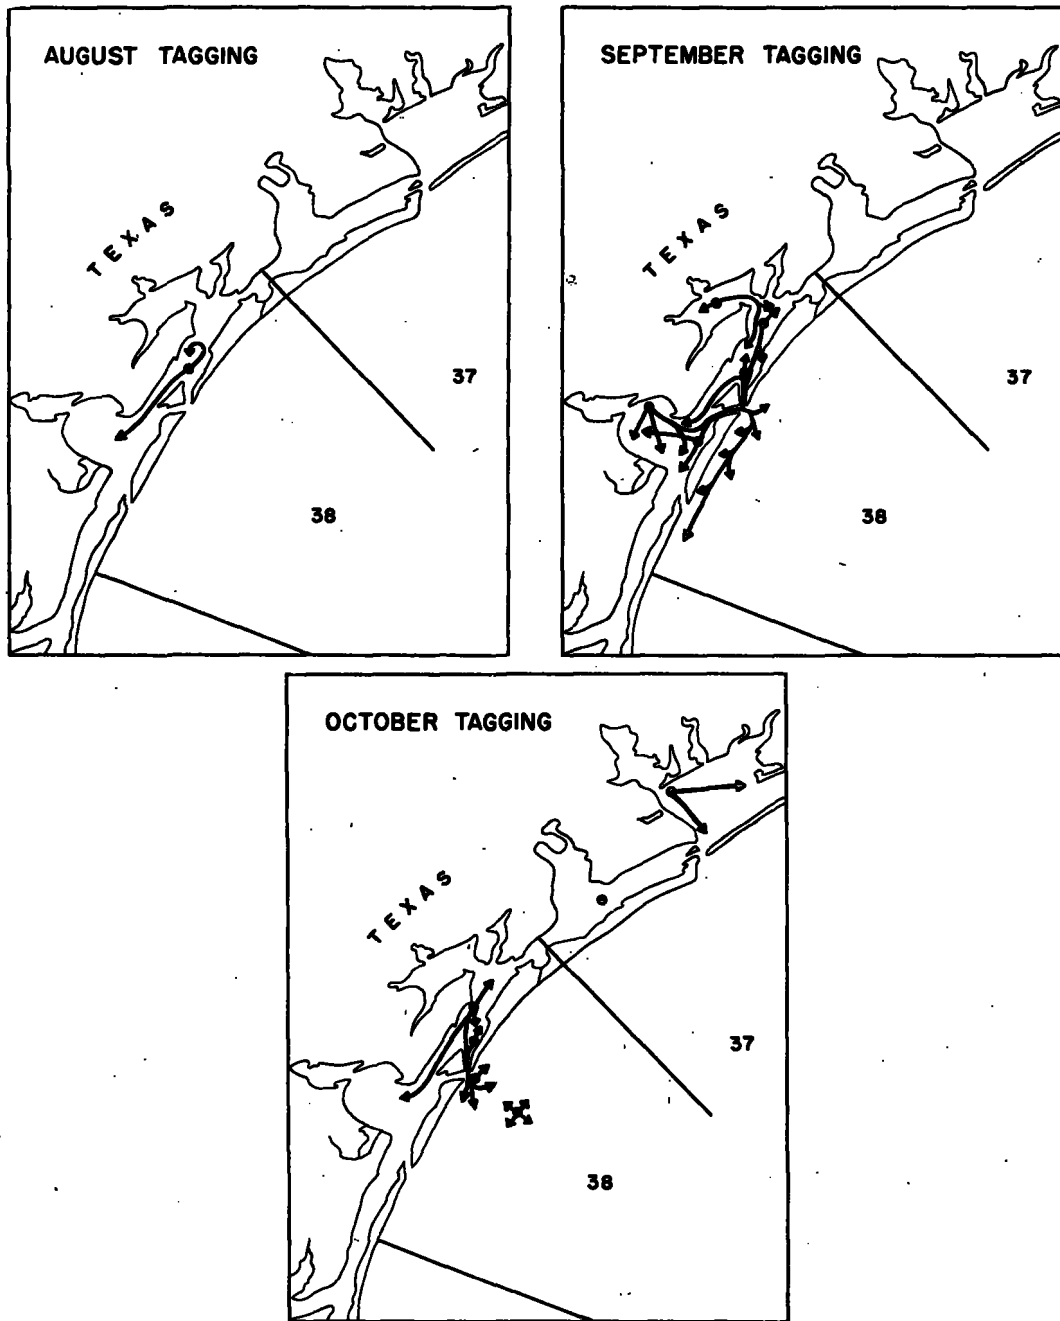 AUGUST TAGGING
TEXAS
37
38
SEPTEMBER TAGGING
TEXAS
37
38
OCTOBER TAGGING
TEXAS
37
38